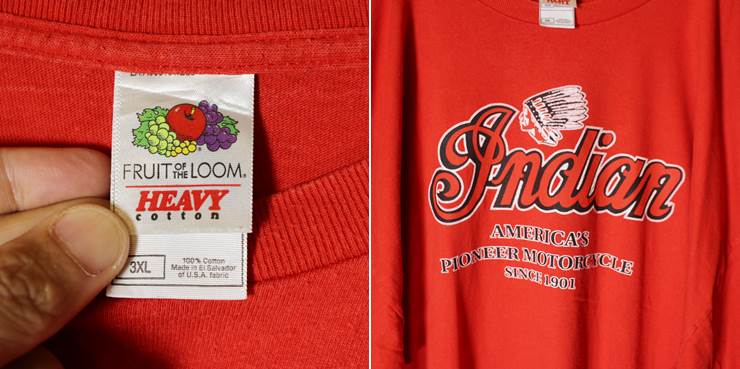 FRUIT OF THE LOOM®
HEAVY
cotton
3XL
100% Cotton
Made in El Salvador
of U.S.A. fabric
Indian
AMERICA'S
PIONEER MOTORCYCLE
SINCE 1901